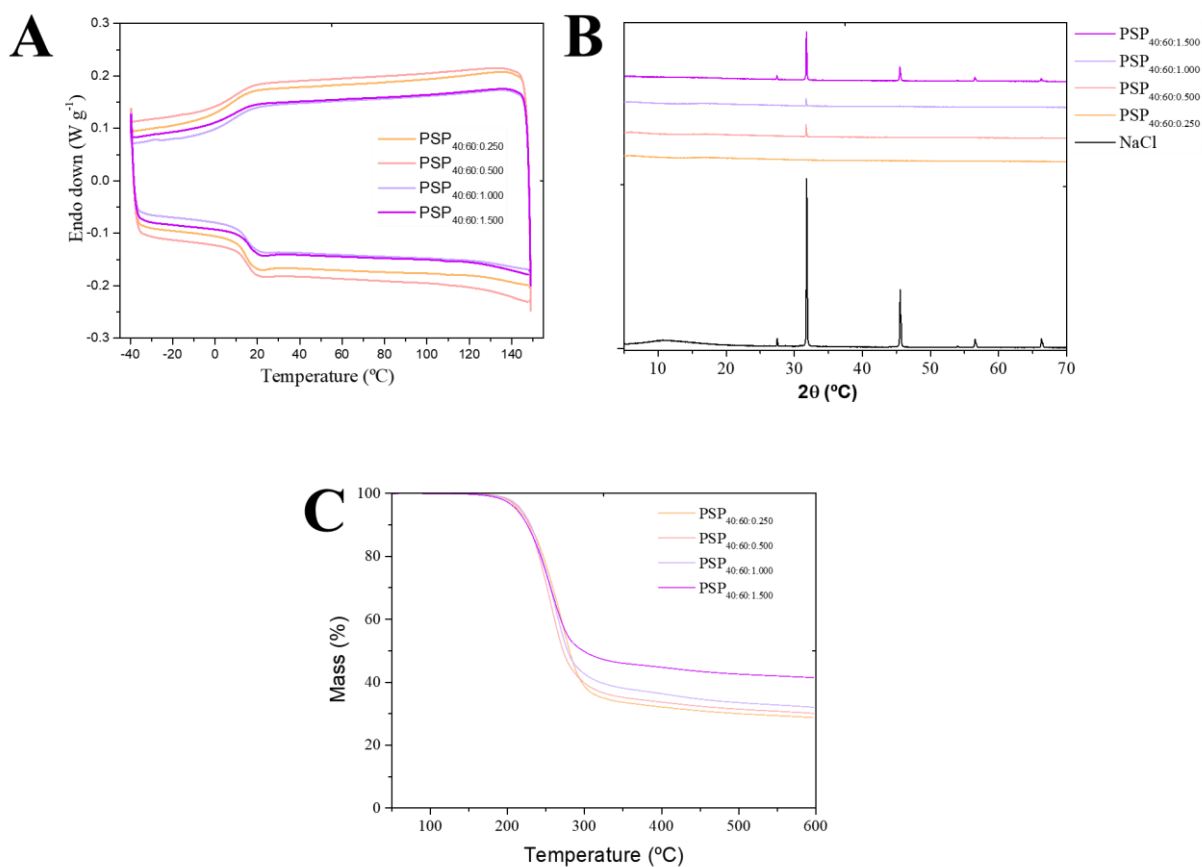 A
0.3
0.2
0.1
0.0
-0.1
-0.2
-0.3
Endo down (W g-1)
-40 -20 0 20 40 60 80 100 120 140
Temperature (ºC)
PSP40:60:0.250
PSP40:60:0.500
PSP40:60:1.000
PSP40:60:1.500
B
PSP40:60:1.500
PSP40:60:1.000
PSP40:60:0.500
PSP40:60:0.250
NaCl
10 20 30 40 50 60 70
2θ (ºC)
C
100
80
60
40
20
0
Mass (%)
100 200 300 400 500 600
Temperature (ºC)
PSP40:60:0.250
PSP40:60:0.500
PSP40:60:1.000
PSP40:60:1.500